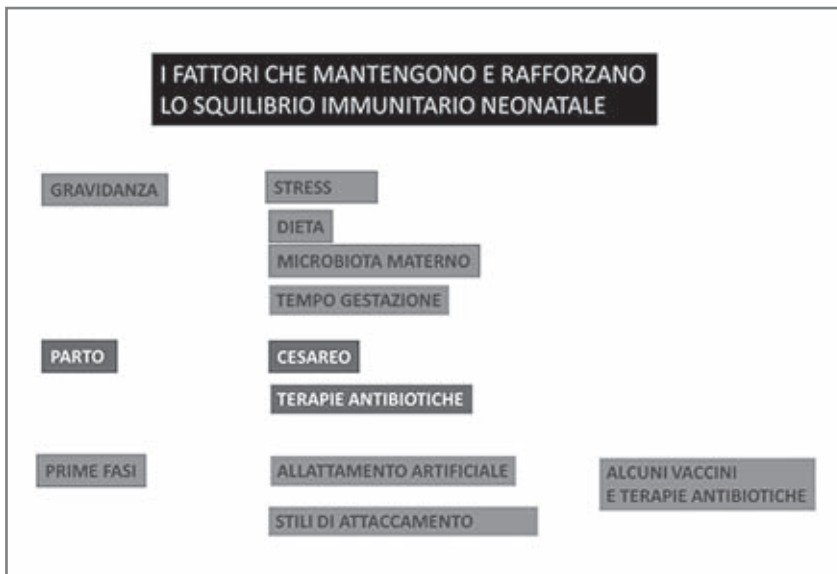 I FATTORI CHE MANTENGONO E RAFFORZANO
LO SQUILIBRIO IMMUNITARIO NEONATALE
GRAVIDANZA
STRESS
DIETA
MICROBIOTA MATERNO
TEMPO GESTAZIONE
PARTO
CESAREO
TERAPIE ANTIBIOTICHE
PRIME FASI
ALLATTAMENTO ARTIFICIALE
STILI DI ATTACCAMENTO
ALCUNI VACCINI
E TERAPIE ANTIBIOTICHE